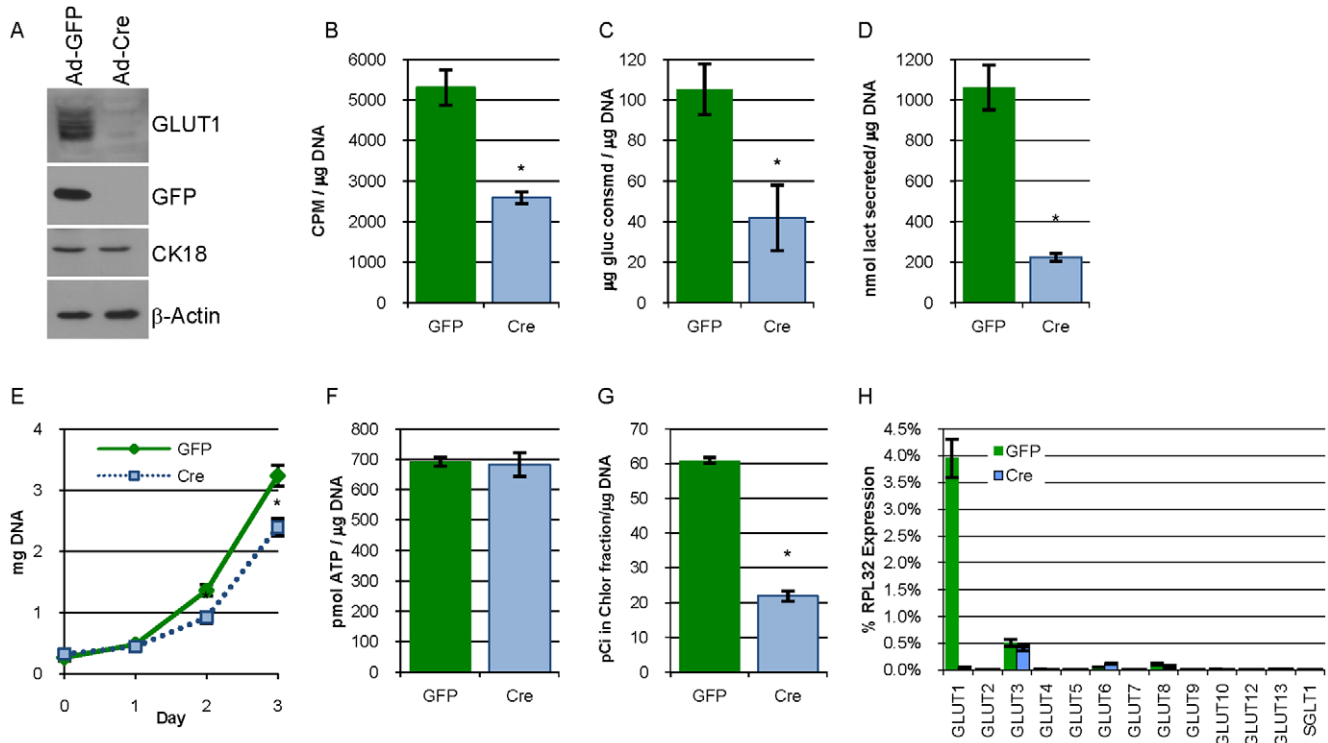 A
Ad-GFP
Ad-Cre
GLUT1
GFP
CK18
β-Actin
B
CPM / µg DNA
6000
5000
4000
3000
2000
1000
0
*
GFP
Cre
C
µg gluc consmd / µg DNA
120
100
80
60
40
20
0
*
GFP
Cre
D
nmol lact secreted/ µg DNA
1200
1000
800
600
400
200
0
*
GFP
Cre
E
mg DNA
4
3
2
1
0
GFP
Cre
*
*
0
1
2
3
Day
F
pmol ATP / µg DNA
800
700
600
500
400
300
200
100
0
GFP
Cre
G
pCi in Chlor fraction/µg DNA
70
60
50
40
30
20
10
0
*
GFP
Cre
H
% RPL32 Expression
4.5%
4.0%
3.5%
3.0%
2.5%
2.0%
1.5%
1.0%
0.5%
0.0%
GFP
Cre
GLUT1
GLUT2
GLUT3
GLUT4
GLUT5
GLUT6
GLUT7
GLUT8
GLUT9
GLUT10
GLUT12
GLUT13
SGLT1